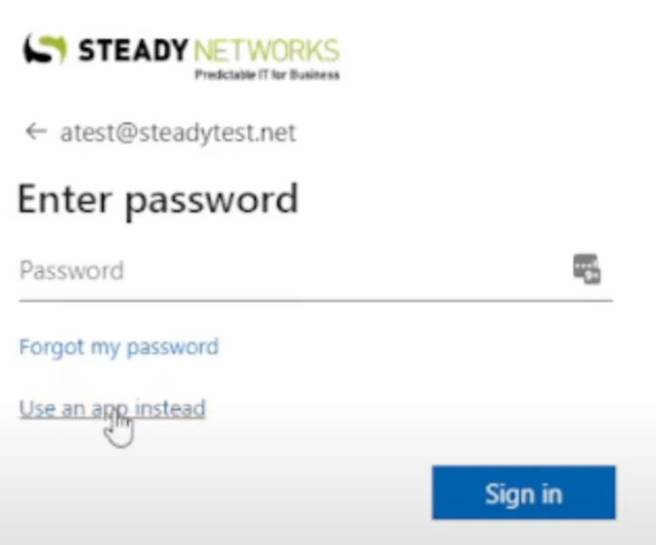 STEADY NETWORKS
Predictable IT for Business
← atest@steadytest.net
Enter password
Password
Forgot my password
Use an app instead
Sign in